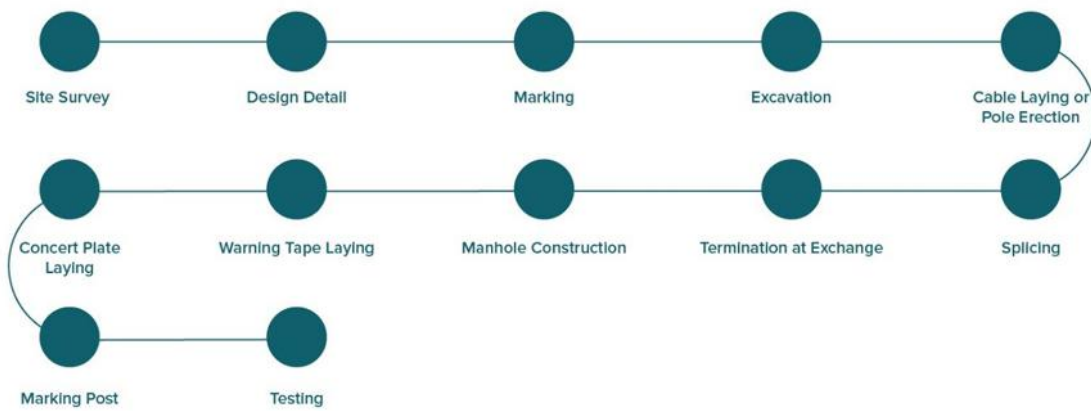 Site Survey
Design Detail
Marking
Excavation
Cable Laying or
Pole Erection
Concert Plate
Laying
Warning Tape Laying
Manhole Construction
Termination at Exchange
Splicing
Marking Post
Testing